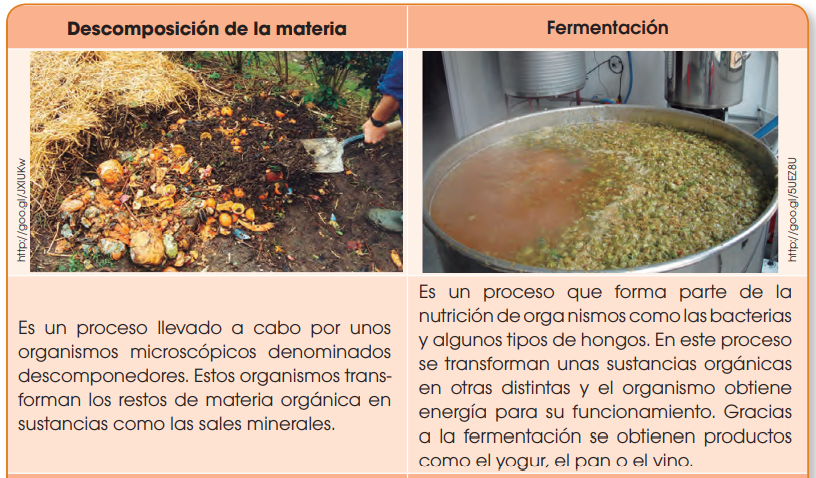 Descomposición de la materia
Fermentación
http://goo.gl/JXlUKw
http://goo.gl/5UEZ8U
Es un proceso llevado a cabo por unos
organismos microscópicos denominados
descomponedores. Estos organismos trans-
forman los restos de materia orgánica en
sustancias como las sales minerales.
Es un proceso que forma parte de la
nutrición de orga nismos como las bacterias
y algunos tipos de hongos. En este proceso
se transforman unas sustancias orgánicas
en otras distintas y el organismo obtiene
energía para su funcionamiento. Gracias
a la fermentación se obtienen productos
como el yogur, el pan o el vino.